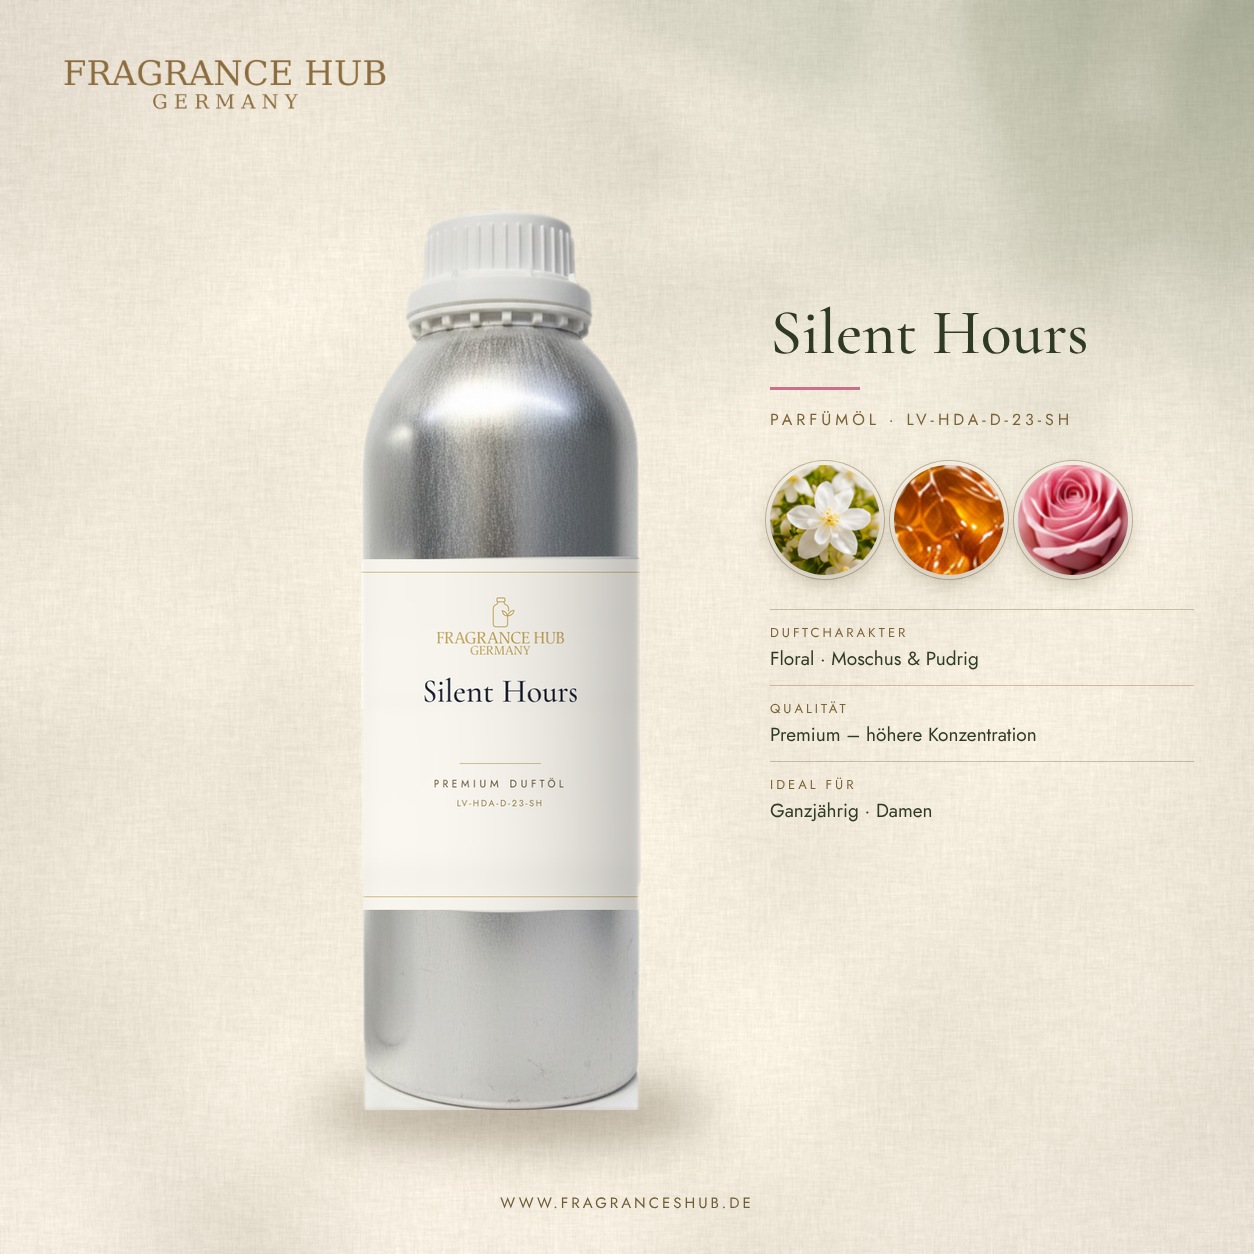 FRAGRANCE HUB
GERMANY
Silent Hours
PARFÜMÖL · LV-HDA-D-23-SH
DUFTCHARAKTER
Floral · Moschus & Pudrig
QUALITÄT
Premium – höhere Konzentration
IDEAL FÜR
Ganzjährig · Damen
FRAGRANCE HUB
GERMANY
Silent Hours
PREMIUM DUFTÖL
LV-HDA-D-23-SH
WWW.FRAGRANCESHUB.DE